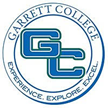 GARRETT COLLEGE
GC
EXPERIENCE. EXPLORE. EXCEL